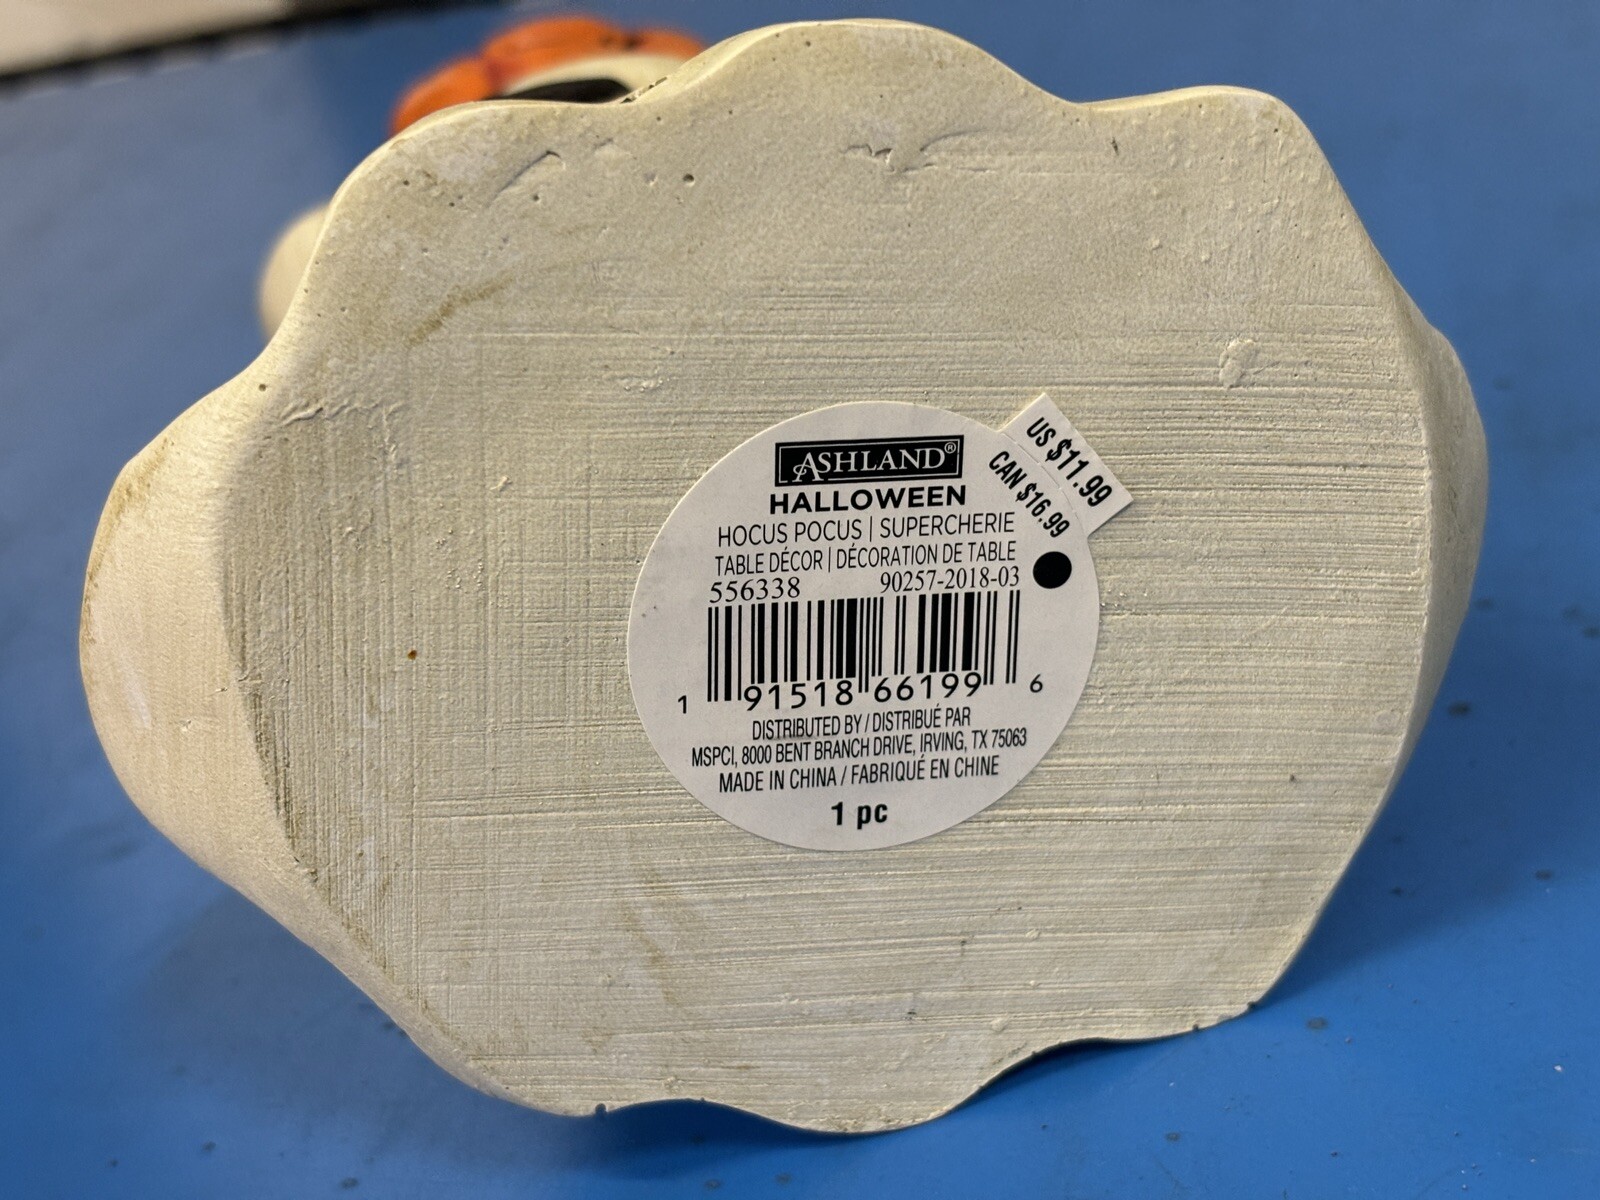 ASHLAND®
HALLOWEEN
HOCUS POCUS | SUPERCHERIE
TABLE DÉCOR | DÉCORATION DE TABLE
556338 90257-2018-03
1 91518 66199 6
DISTRIBUTED BY / DISTRIBUÉ PAR
MSPCI, 8000 BENT BRANCH DRIVE, IRVING, TX 75063
MADE IN CHINA / FABRIQUÉ EN CHINE
1 pc
US $11.99
CAN $16.99